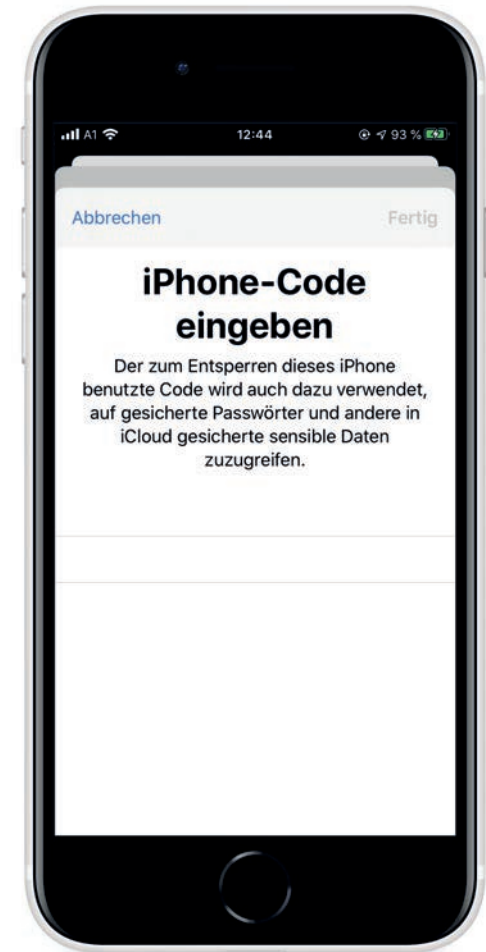 A1 12:44 93 %
Abbrechen Fertig
iPhone-Code
eingeben
Der zum Entsperren dieses iPhone
benutzte Code wird auch dazu verwendet,
auf gesicherte Passwörter und andere in
iCloud gesicherte sensible Daten
zuzugreifen.